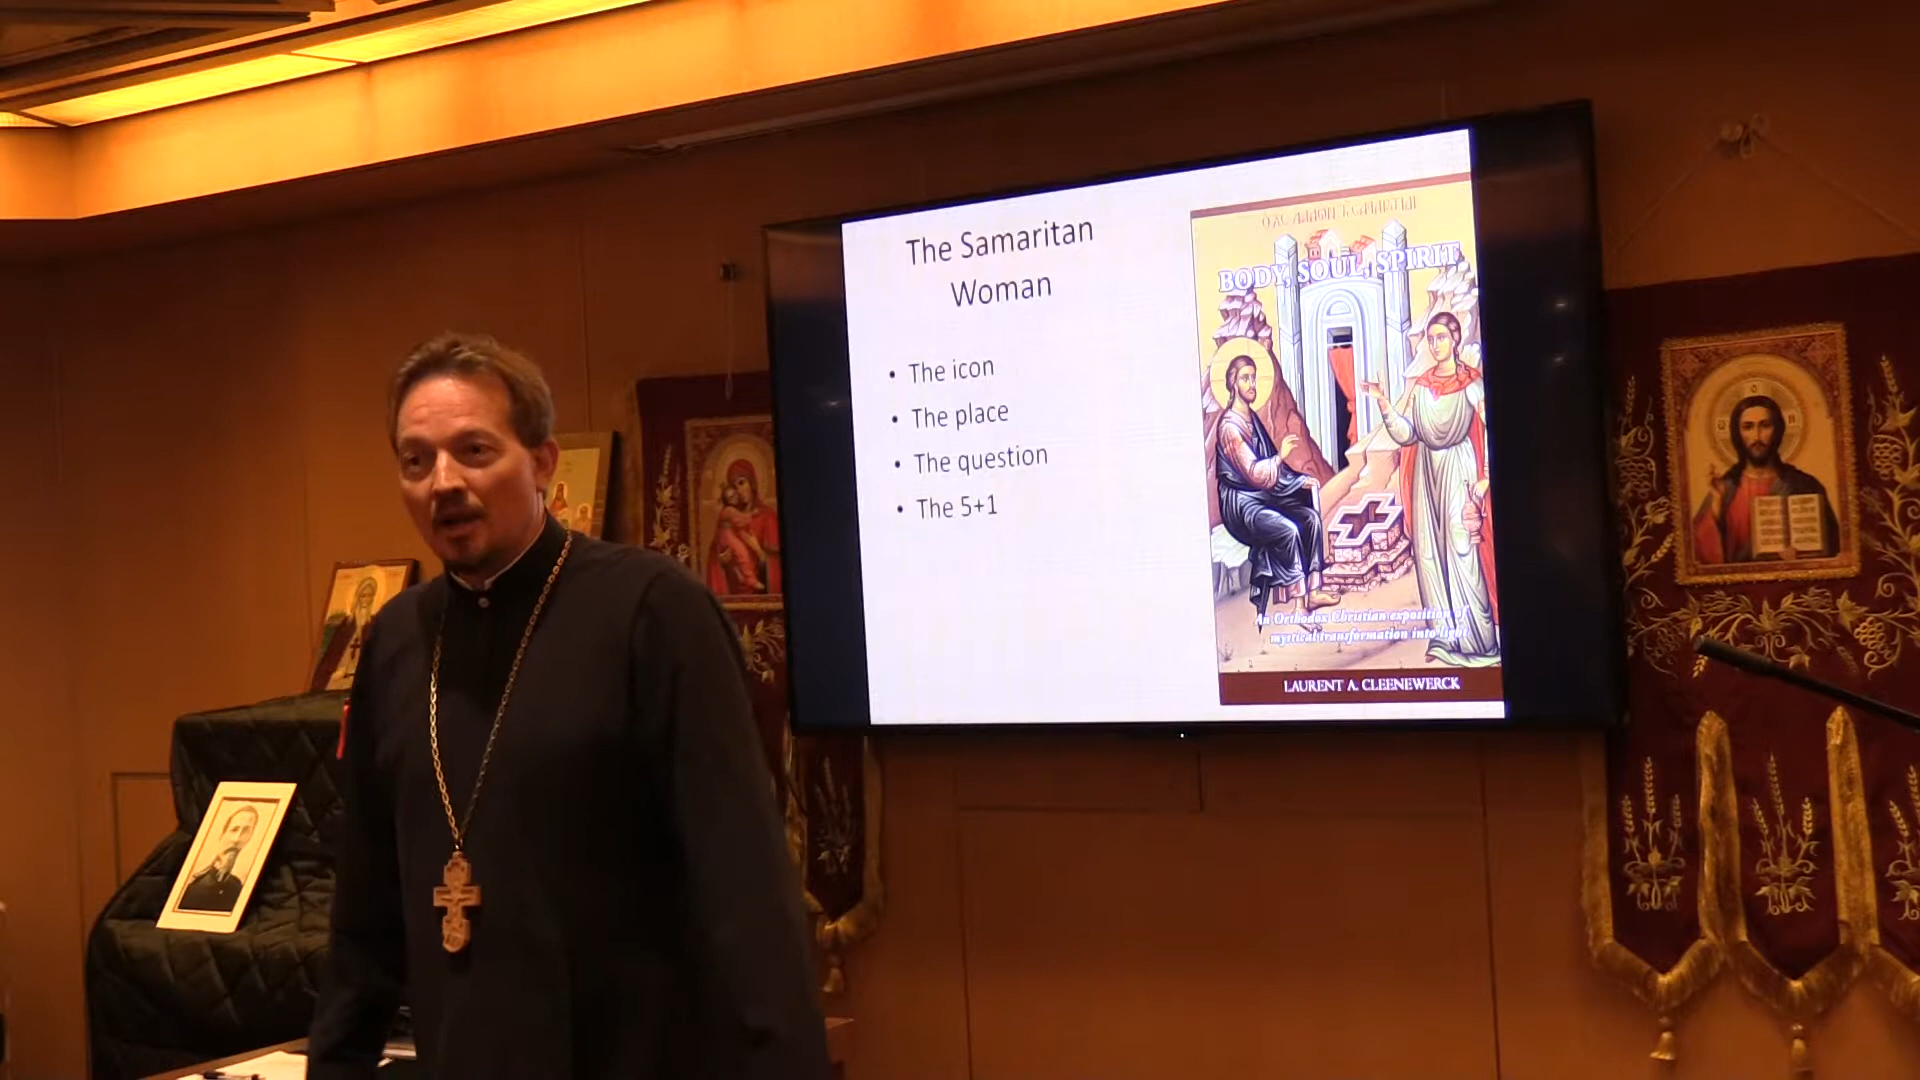 The Samaritan
Woman
• The icon
• The place
• The question
• The 5+1
BODY, SOUL, SPIRIT
An Orthodox Christian exposition of
mystical transformation into light
LAURENT A. CLEENEWERCK